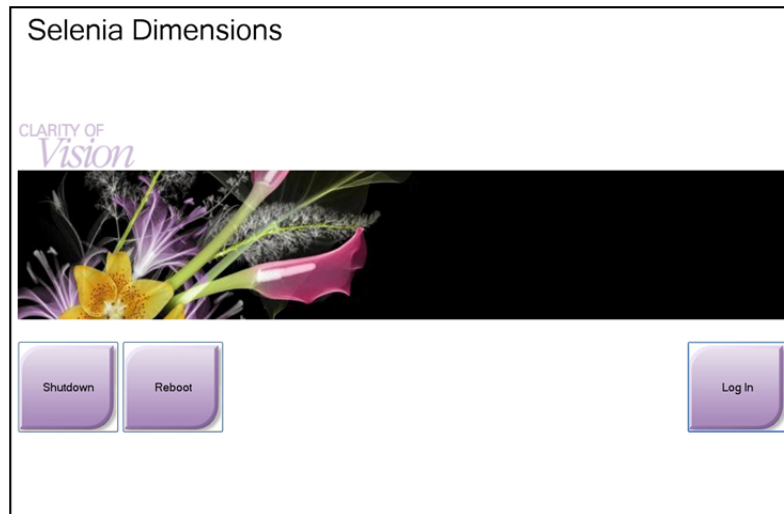 Selenia Dimensions
CLARITY OF
Vision
Shutdown
Reboot
Log In